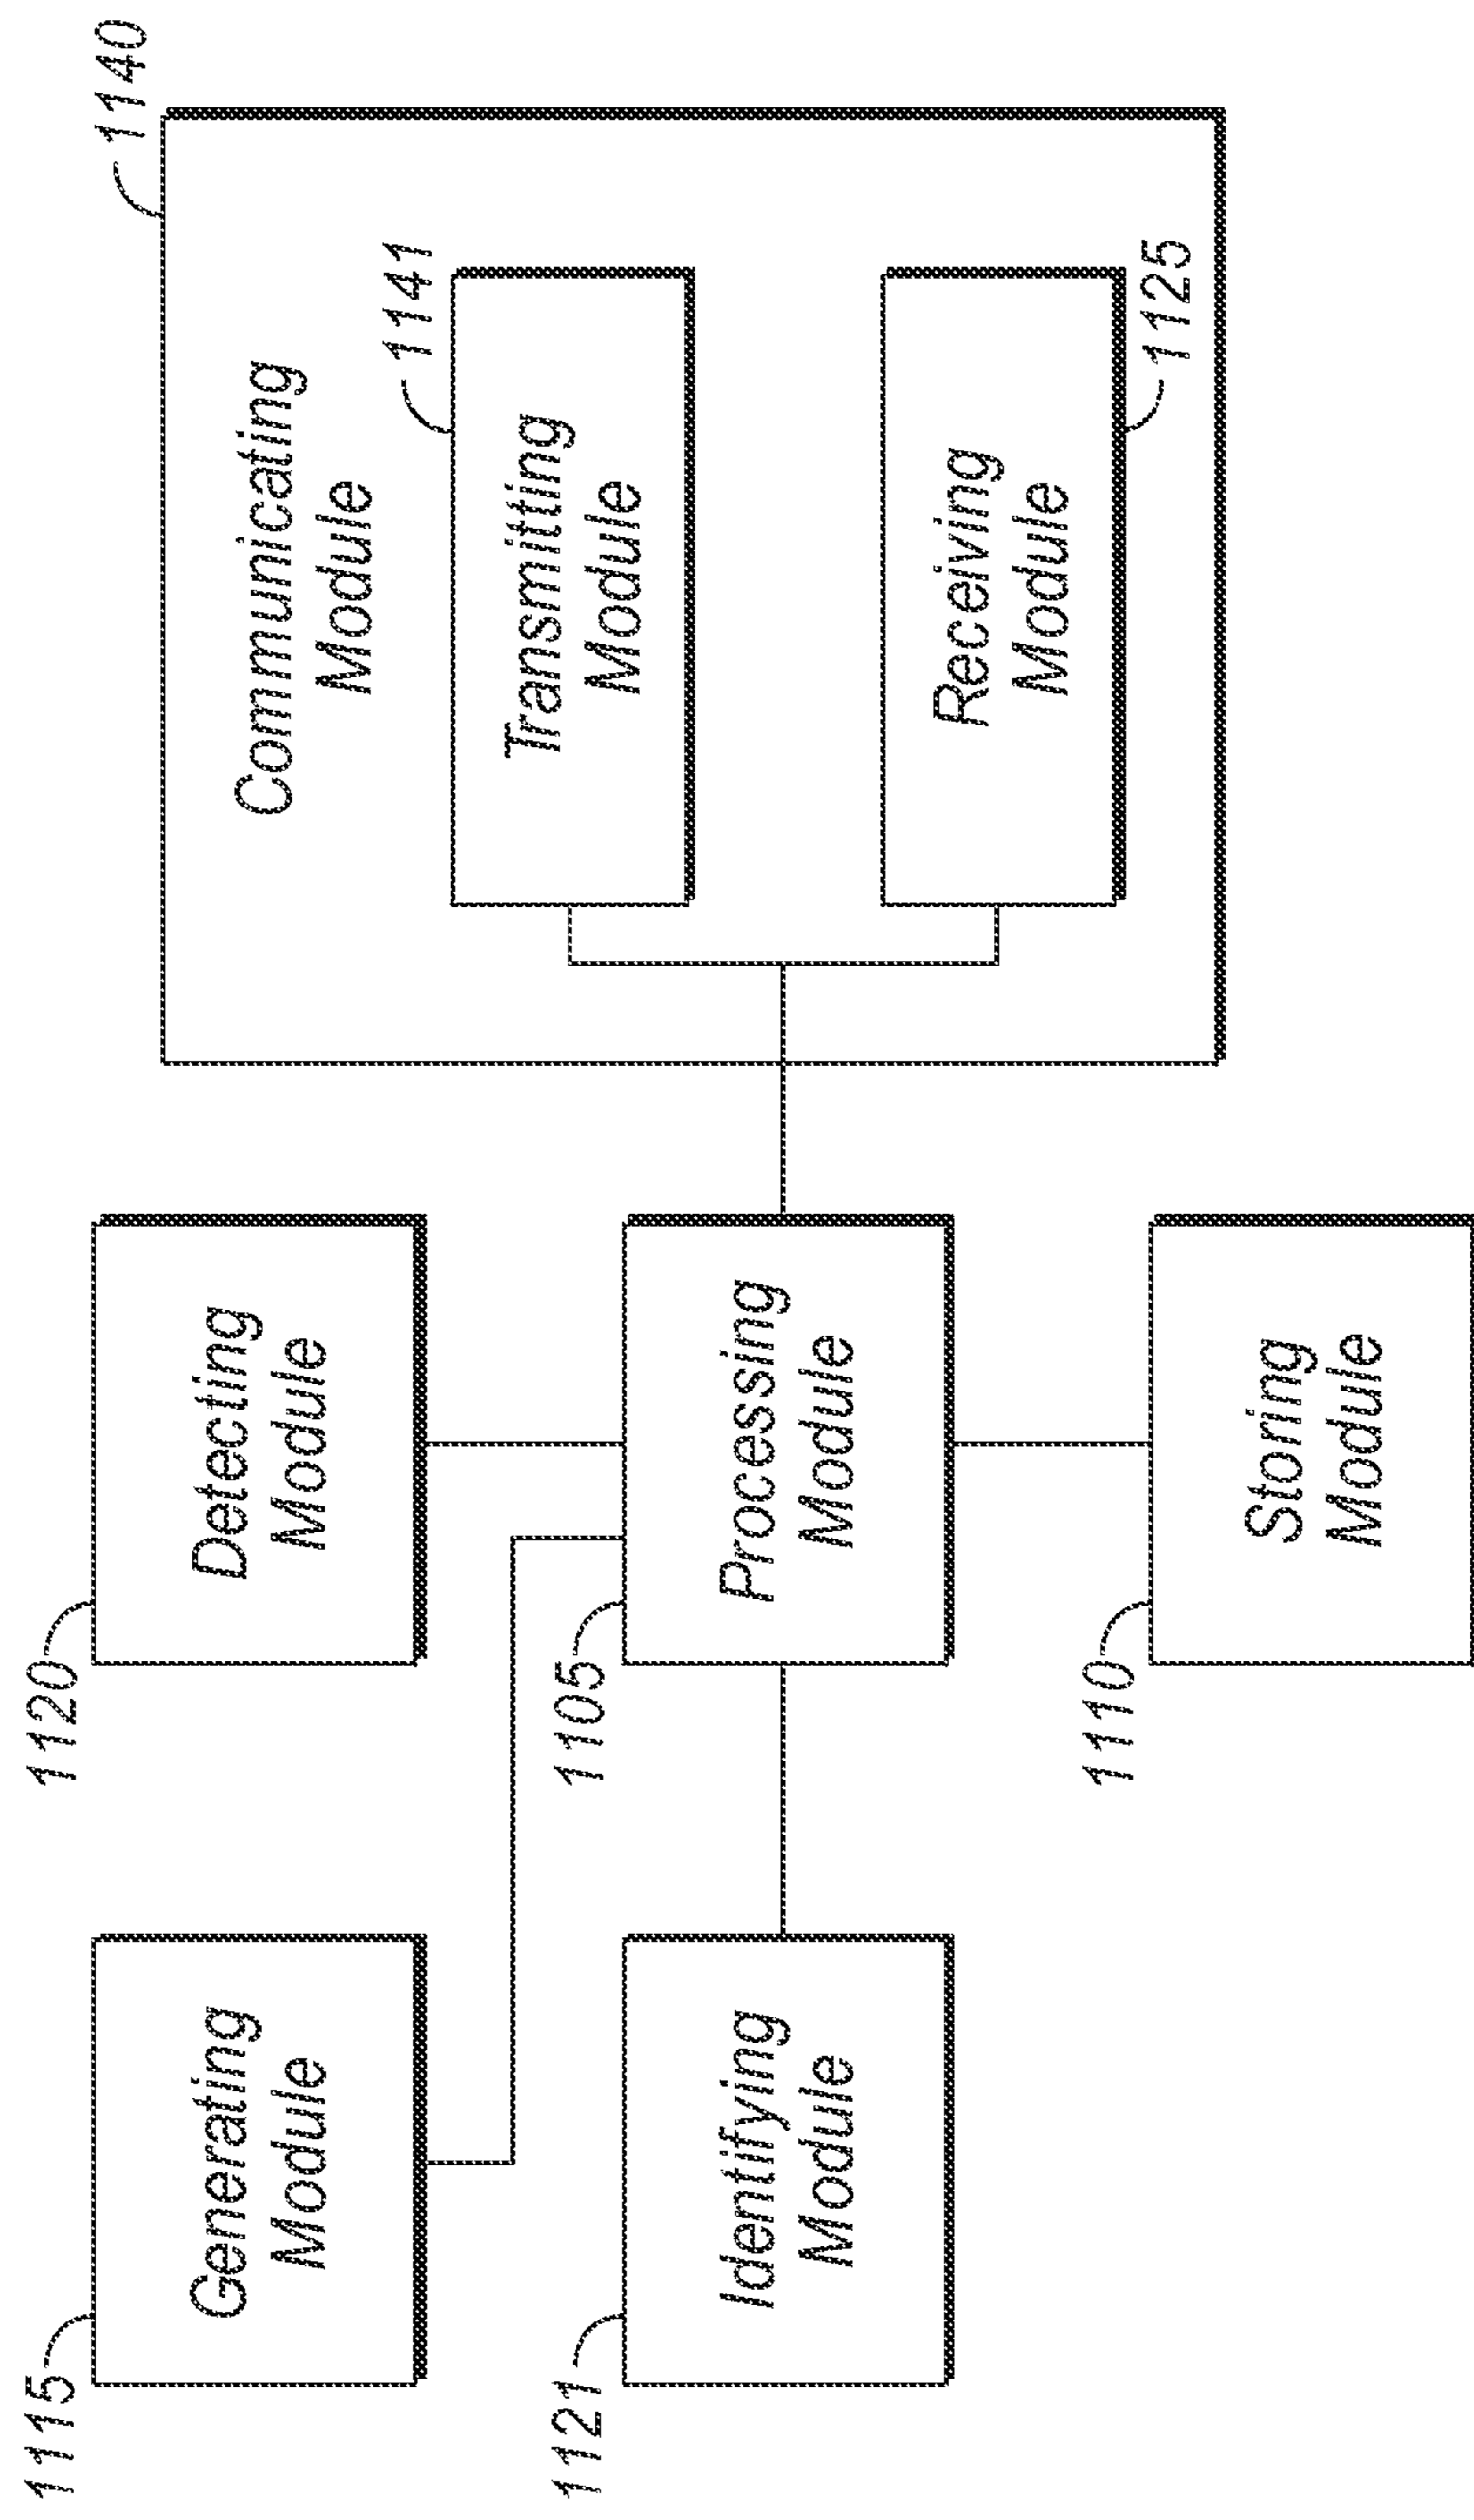 1115
Generating
Module
1120
Detecting
Module
1140
Communicating
Module
1141
Transmitting
Module
1121
Identifying
Module
1105
Processing
Module
Receiving
Module
1125
1110
Storing
Module